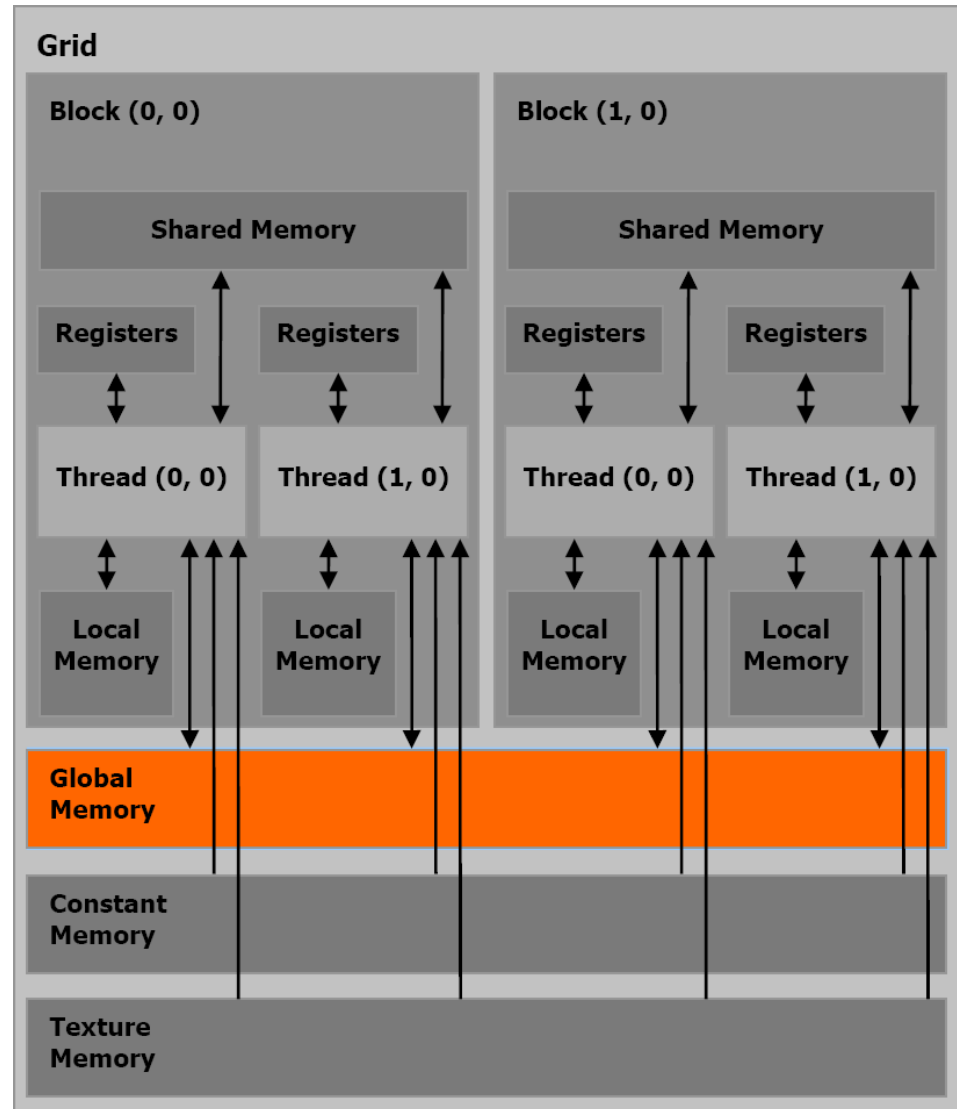 Grid
Block (0, 0)
Block (1, 0)
Shared Memory
Shared Memory
Registers
Registers
Registers
Registers
Thread (0, 0)
Thread (1, 0)
Thread (0, 0)
Thread (1, 0)
Local
Memory
Local
Memory
Local
Memory
Local
Memory
Global
Memory
Constant
Memory
Texture
Memory